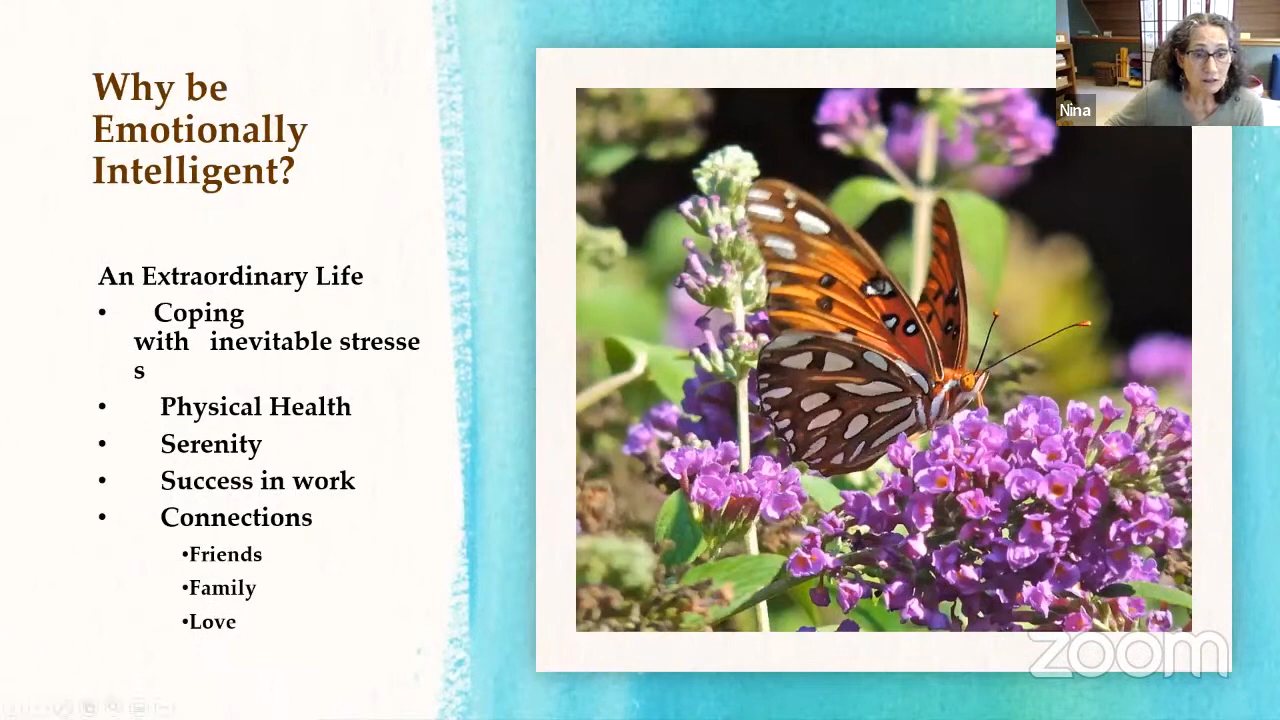 Why be
Emotionally
Intelligent?
An Extraordinary Life
• Coping
with inevitable stresse
s
• Physical Health
• Serenity
• Success in work
• Connections
•Friends
•Family
•Love
Nina
zoom